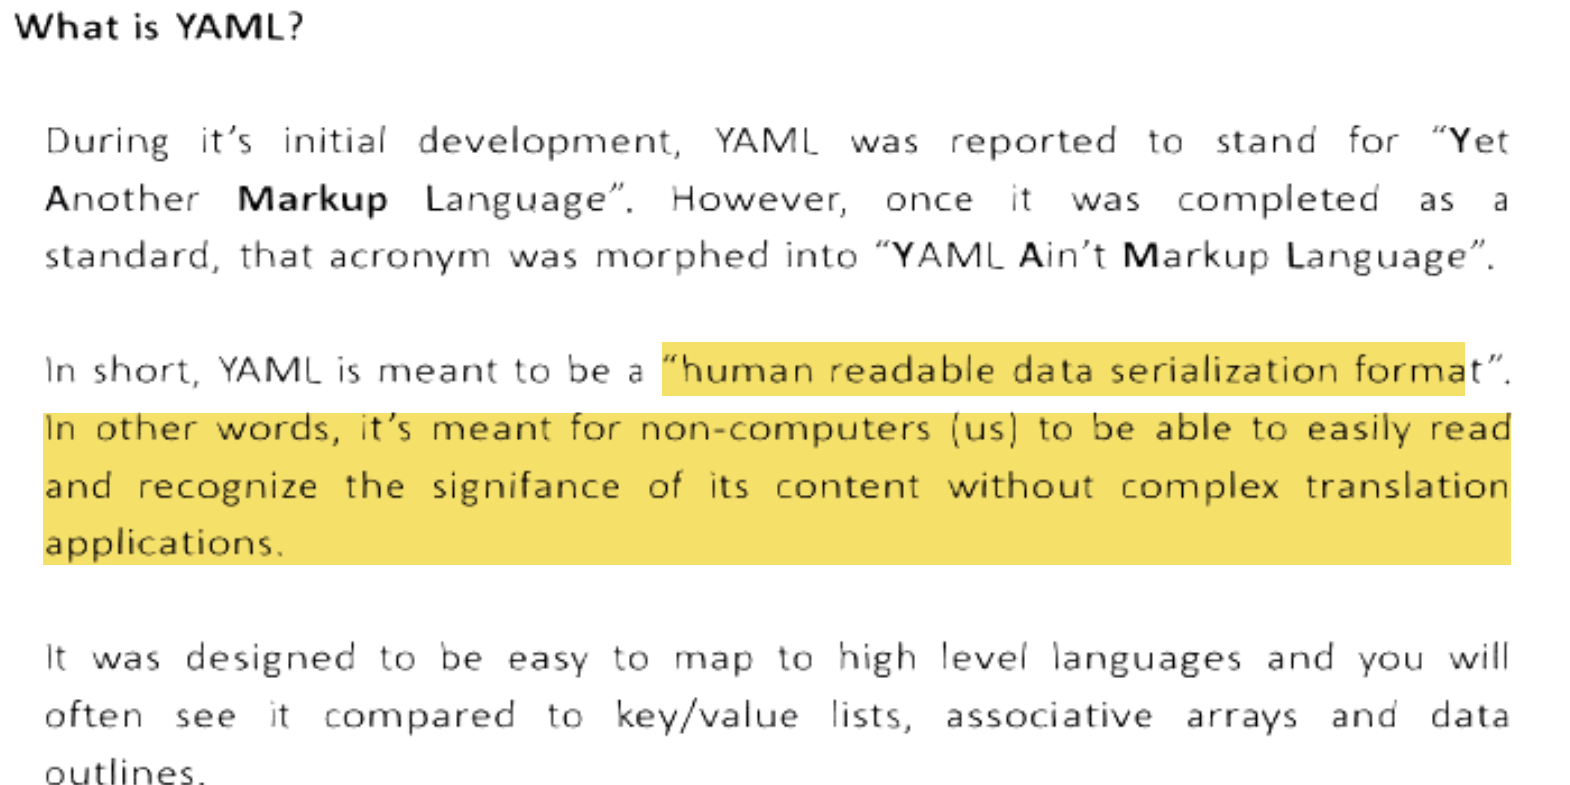 What is YAML?
During it’s initial development, YAML was reported to stand for “Yet
Another Markup Language”. However, once it was completed as a
standard, that acronym was morphed into “YAML Ain’t Markup Language”.
In short, YAML is meant to be a “human readable data serialization format”.
In other words, it’s meant for non-computers (us) to be able to easily read
and recognize the signifance of its content without complex translation
applications.
It was designed to be easy to map to high level languages and you will
often see it compared to key/value lists, associative arrays and data
outlines.